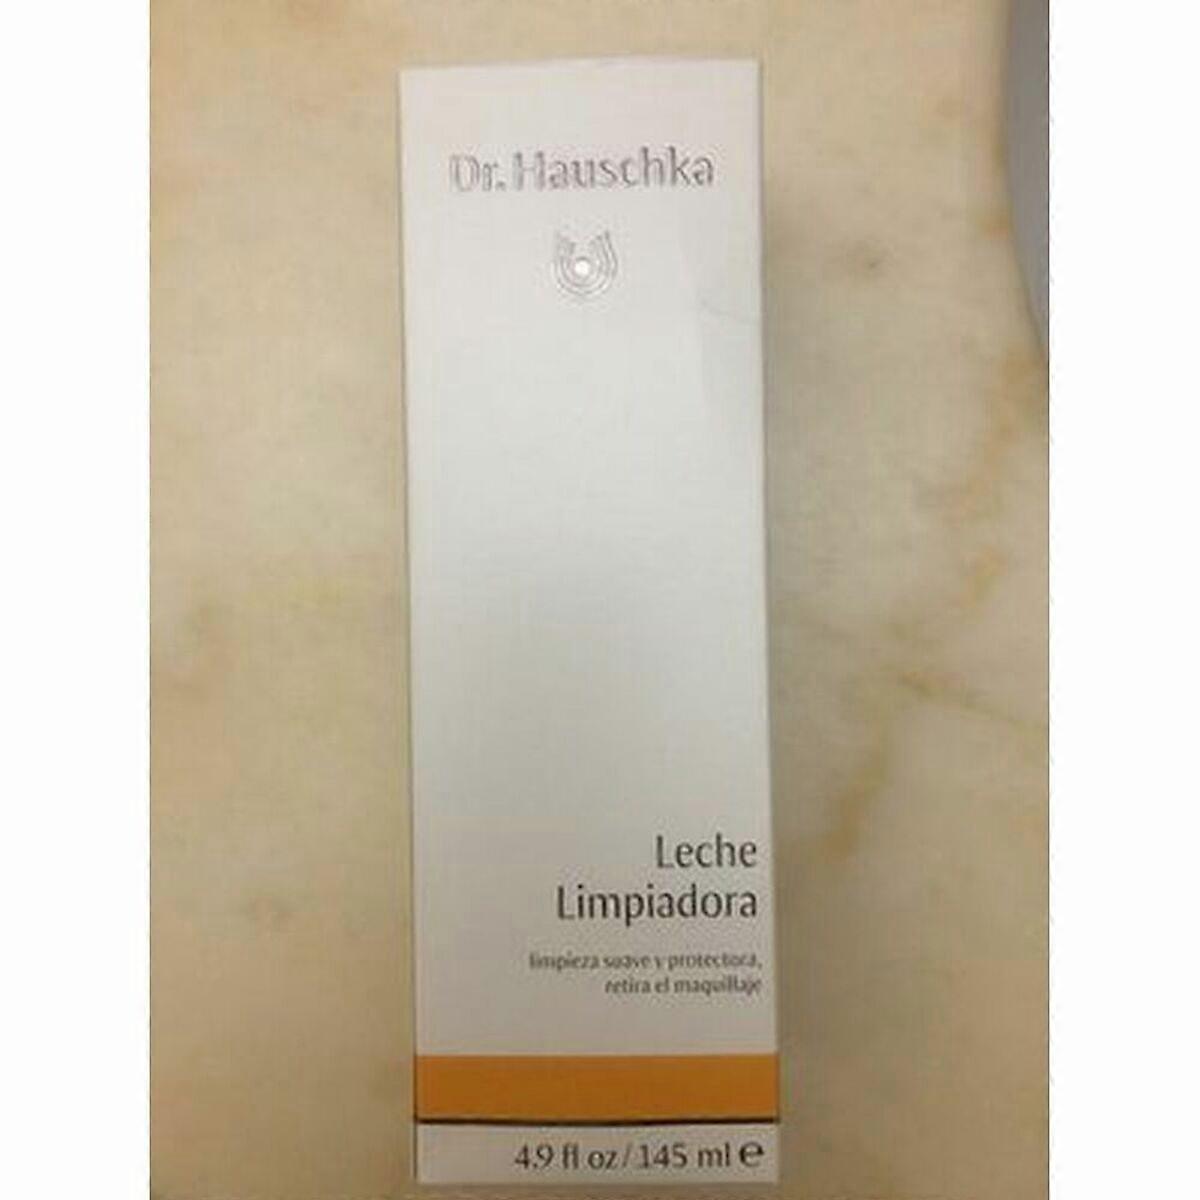 Dr. Hauschka
Leche
Limpiadora
limpieza suave y protectora,
retira el maquillaje
4.9 fl oz / 145 ml ℮